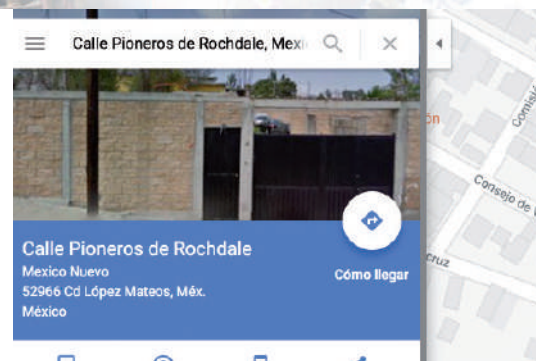 Calle Pioneros de Rochdale, Mexi
Calle Pioneros de Rochdale
Mexico Nuevo
52966 Cd López Mateos, Méx.
México
Cómo llegar
Consejo de
cruz